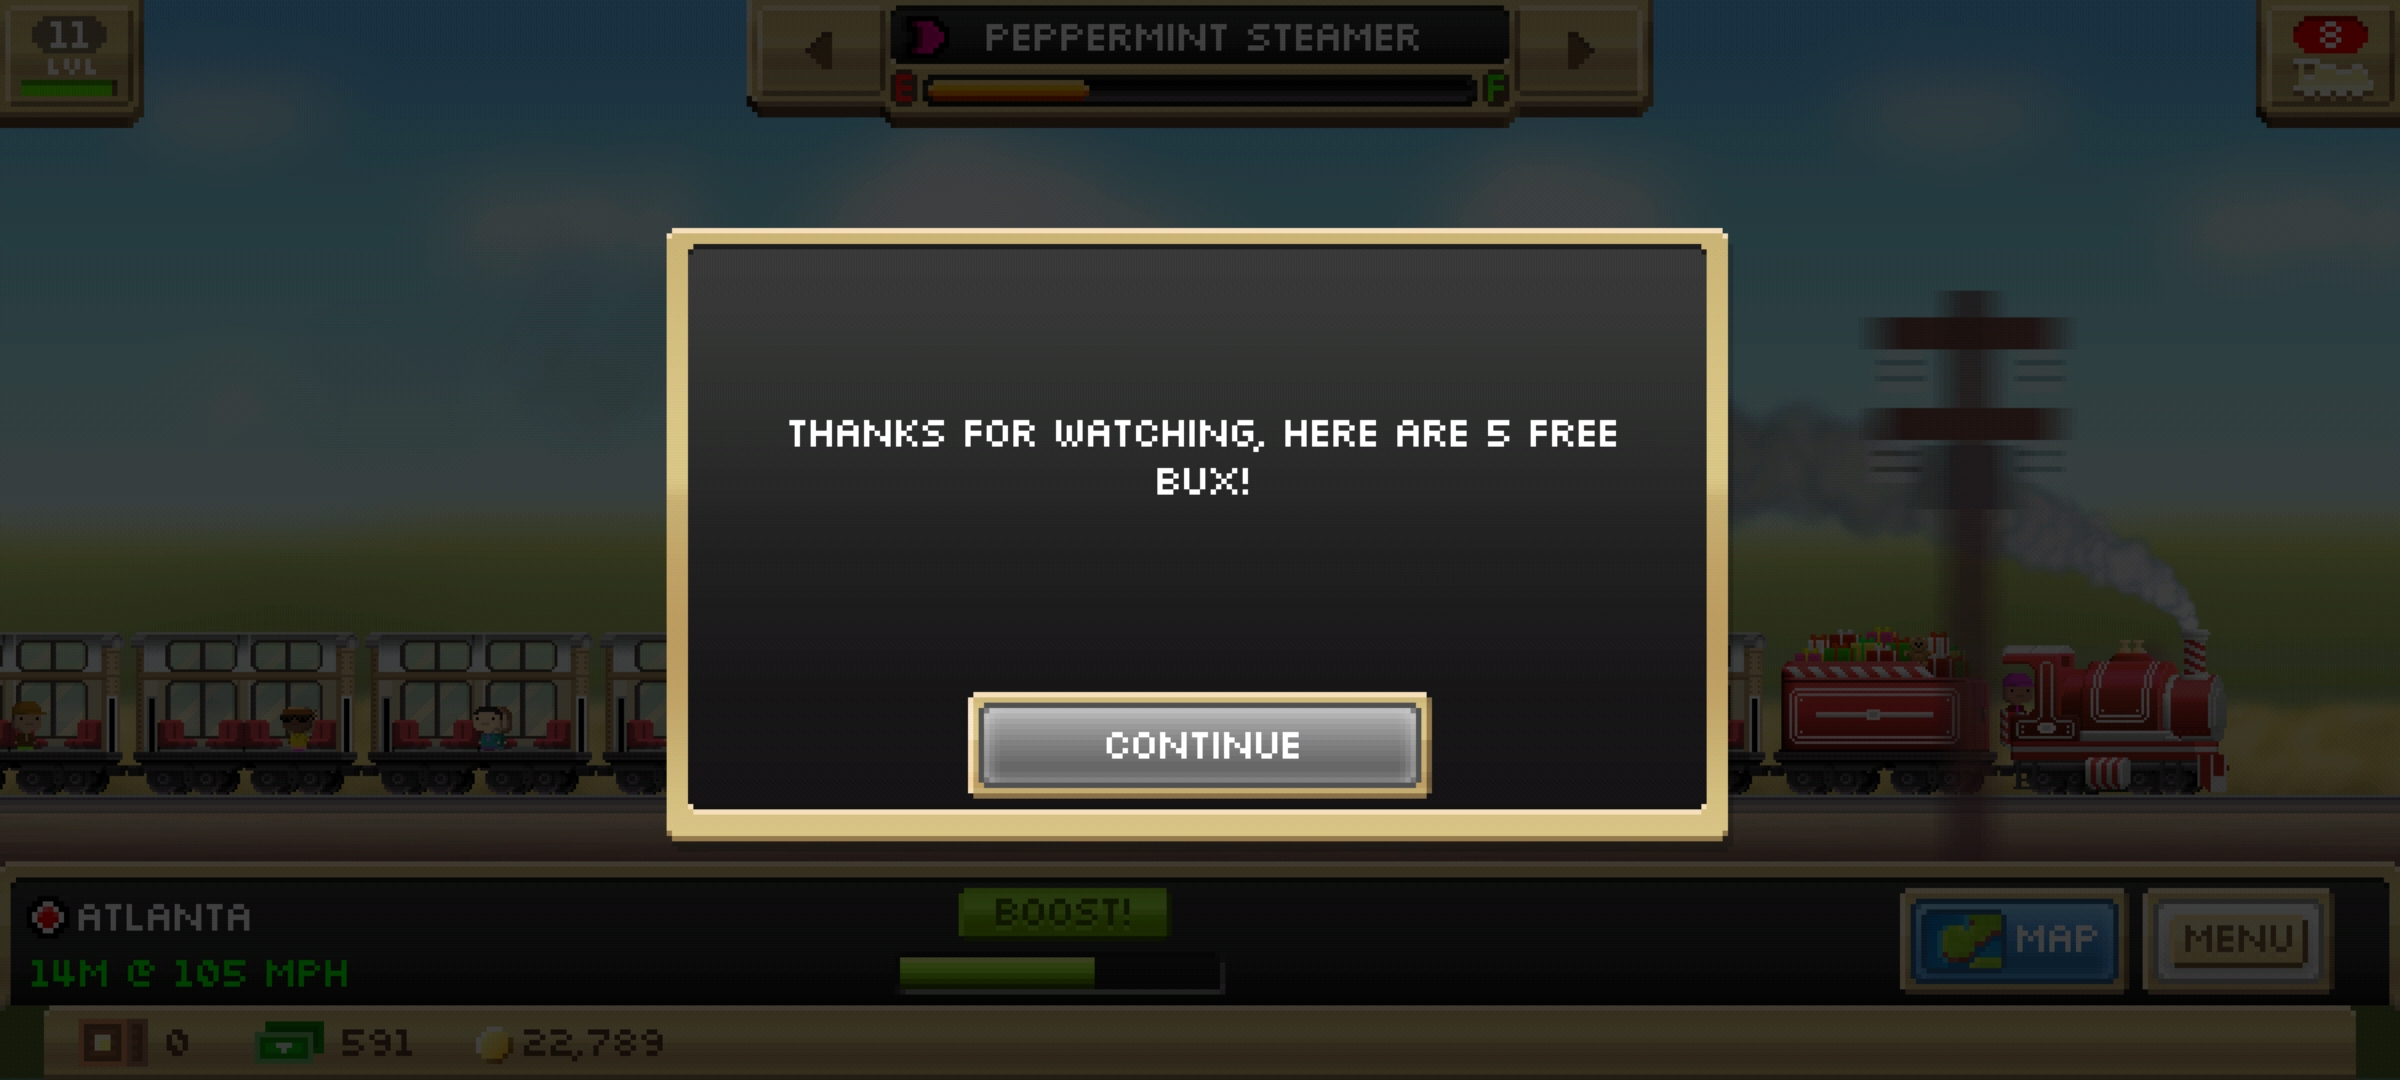 11
LVL
PEPPERMINT STEAMER
E F
8
THANKS FOR WATCHING, HERE ARE 5 FREE
BUX!
CONTINUE
ATLANTA
14M @ 105 MPH
BOOST!
MAP
MENU
0 591 22,789